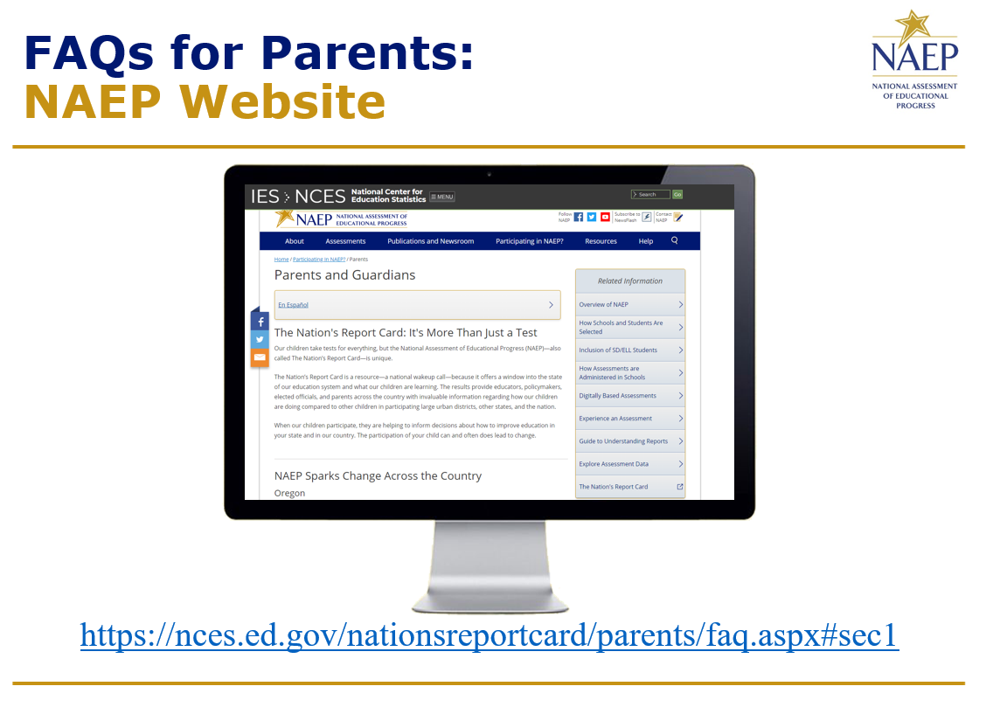 FAQs for Parents:
NAEP Website
NAEP
NATIONAL ASSESSMENT
OF EDUCATIONAL
PROGRESS
IES NCES National Center for
Education Statistics
MENU
Search
Go
NAEP NATIONAL ASSESSMENT OF
EDUCATIONAL PROGRESS
Follow
NAEP
Subscribe to
NewsFlash
Contact
NAEP
About Assessments Publications and Newsroom Participating in NAEP? Resources Help
Home / Participating in NAEP? / Parents
Parents and Guardians
En Español
The Nation's Report Card: It's More Than Just a Test
Our children take tests for everything, but the National Assessment of Educational Progress (NAEP)—also
called The Nation's Report Card—is unique.
The Nation's Report Card is a resource—a national wakeup call—because it offers a window into the state
of our education system and what our children are learning. The results provide educators, policymakers,
elected officials, and parents across the country with invaluable information regarding how our children
are doing compared to other children in participating large urban districts, other states, and the nation.
When our children participate, they are helping to inform decisions about how to improve education in
your state and in our country. The participation of your child can and often does lead to change.
NAEP Sparks Change Across the Country
Oregon
Related Information
Overview of NAEP
How Schools and Students Are
Selected
Inclusion of SD/ELL Students
How Assessments are
Administered in Schools
Digitally Based Assessments
Experience an Assessment
Guide to Understanding Reports
Explore Assessment Data
The Nation's Report Card
https://nces.ed.gov/nationsreportcard/parents/faq.aspx#sec1